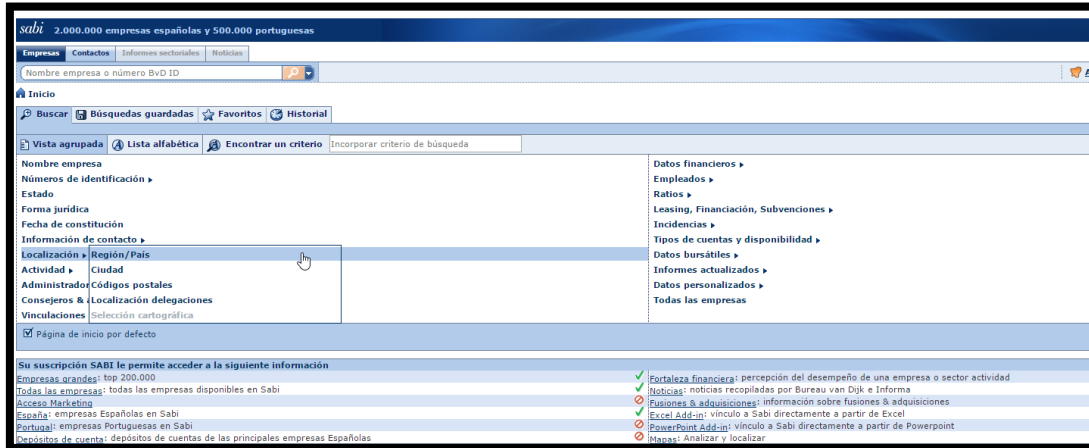 sabi 2.000.000 empresas españolas y 500.000 portuguesas
Empresas Contactos Informes sectoriales Noticias
Nombre empresa o número BvD ID
Inicio
Buscar Búsquedas guardadas Favoritos Historial
Vista agrupada Lista alfabética Encontrar un criterio Incorporar criterio de búsqueda
Nombre empresa
Números de identificación
Estado
Forma jurídica
Fecha de constitución
Información de contacto
Localización
Actividad
Administrador
Consejeros &
Vinculaciones
Región/País
Ciudad
Códigos postales
Localización delegaciones
Selección cartográfica
Datos financieros
Empleados
Ratios
Leasing, Financiación, Subvenciones
Incidencias
Tipos de cuentas y disponibilidad
Datos bursátiles
Informes actualizados
Datos personalizados
Todas las empresas
Página de inicio por defecto
Su suscripción SABI le permite acceder a la siguiente información
Empresas grandes: top 200.000
Todas las empresas: todas las empresas disponibles en Sabi
Acceso Marketing
España: empresas Españolas en Sabi
Portugal: empresas Portuguesas en Sabi
Depósitos de cuenta: depósitos de cuentas de las principales empresas Españolas
Fortaleza financiera: percepción del desempeño de una empresa o sector actividad
Noticias: noticias recopiladas por Bureau van Dijk e Informa
Fusiones & adquisiciones: información sobre fusiones & adquisiciones
Excel Add-in: vínculo a Sabi directamente a partir de Excel
PowerPoint Add-in: vínculo a Sabi directamente a partir de Powerpoint
Mapas: Analizar y localizar